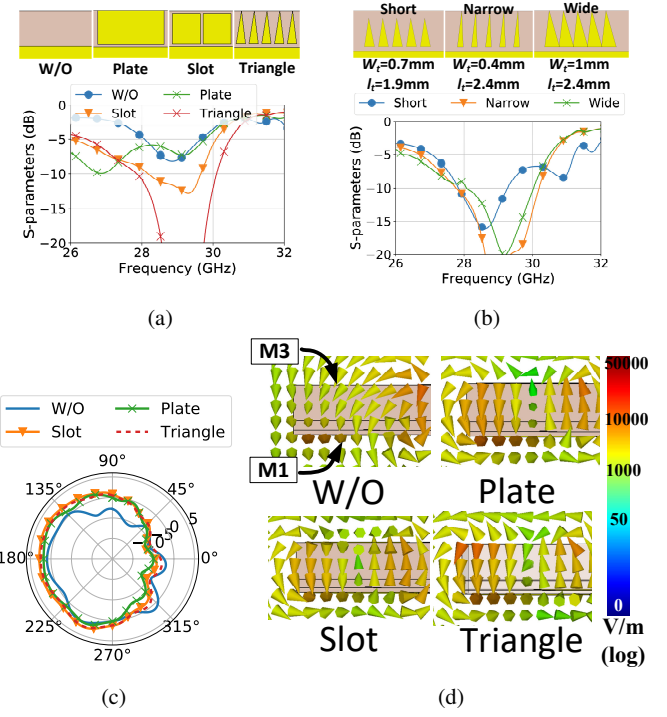 W/O Plate Slot Triangle
W/O Plate
Slot Triangle
S-parameters (dB)
0
−5
−10
−15
−20
26 28 30 32
Frequency (GHz)
(a)
Short Narrow Wide
Wt=0.7mm Wt=0.4mm Wt=1mm
lt=1.9mm lt=2.4mm lt=2.4mm
Short Narrow Wide
S-parameters (dB)
0
−5
−10
−15
−20
26 28 30 32
Frequency (GHz)
(b)
W/O Plate
Slot Triangle
90°
135° 45°
180° 0°
225° 315°
270°
5
0
−5
(c)
M3
M1
W/O Plate
Slot Triangle
50000
10000
1000
50
0
V/m
(log)
(d)